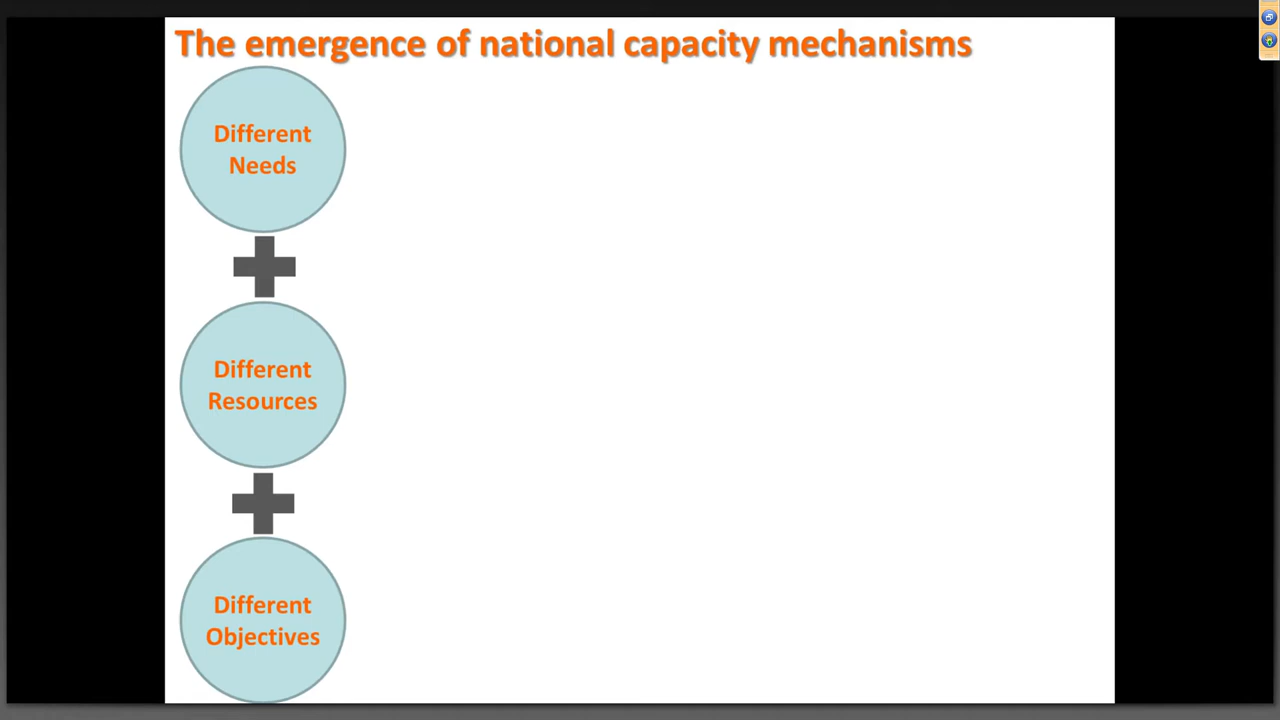 The emergence of national capacity mechanisms
Different
Needs
Different
Resources
Different
Objectives